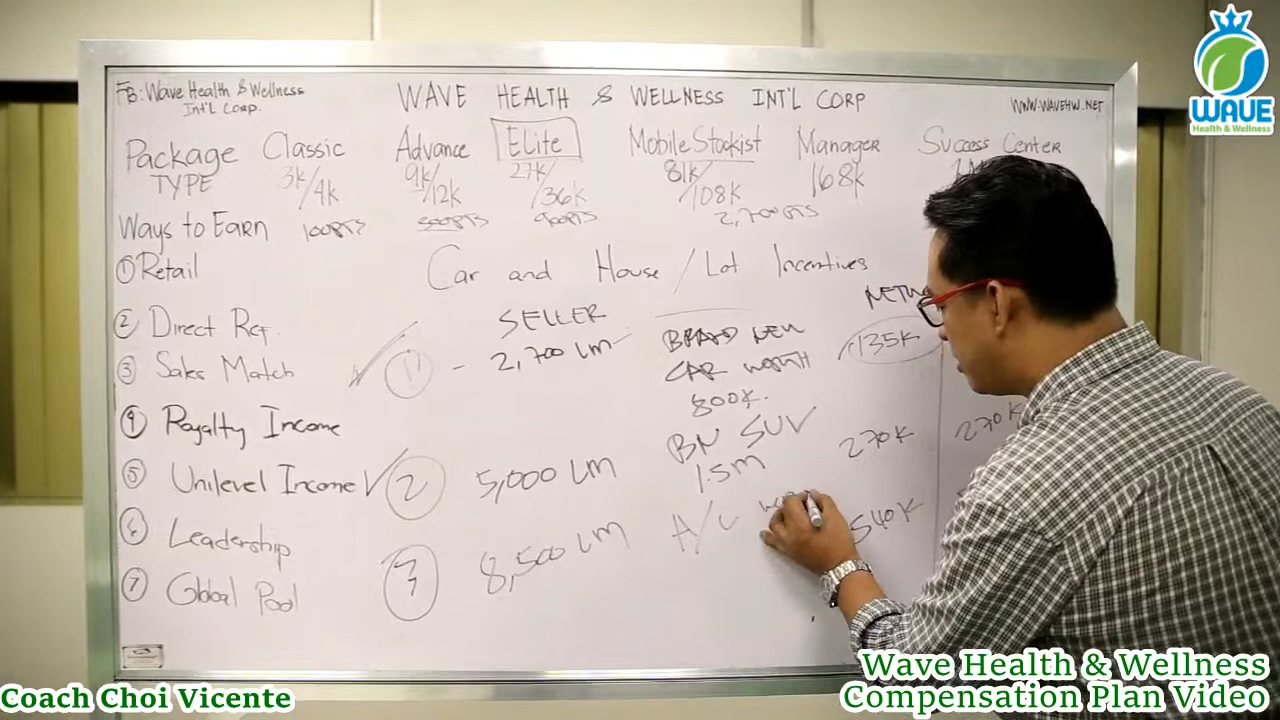 FB: Wave Health & Wellness
Int'l Corp.
WAVE HEALTH & WELLNESS INT'L CORP
WWW.WAVEHW.NET
WAVE
Health & Wellness
Package TYPE
Classic 3k/4k
Advance 9k/12k
Elite 27k/36k
Mobile Stockist 81k/108k
Manager 168k
Success Center
Ways to Earn 100PTS 300PTS 900PTS 2,700PTS
① Retail
Car and House / Lot Incentives
② Direct Ref.
SELLER
③ Sales Match
① - 2,700 LM
BRAND NEW
CAR WORTH
800K.
135K
④ Royalty Income
⑤ Unilevel Income
② 5,000 LM
BN SUV
1.5M
270K
270K
⑥ Leadership
③ 8,500 LM
H/L
540K
⑦ Global Pool
Wave Health & Wellness
Compensation Plan Video
Coach Choi Vicente